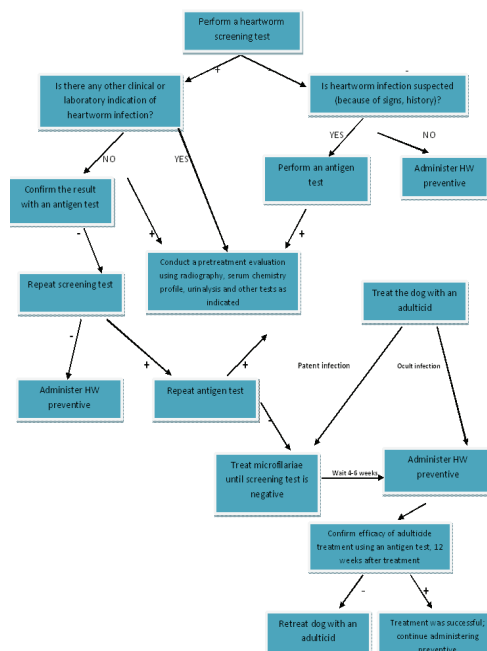 Perform a heartworm
screening test
+
-
-
Is there any other clinical or
laboratory indication of
heartworm infection?
Is heartworm infection suspected
(because of signs, history)?
NO
YES
YES
NO
Confirm the result
with an antigen test
Perform an antigen
test
Administer HW
preventive
-
+
+
Repeat screening test
Conduct a pretreatment evaluation
using radiography, serum chemistry
profile, urinalysis and other tests as
indicated
Treat the dog with an
adulticid
-
+
+
Patent infection
Ocult infection
Administer HW
preventive
Repeat antigen test
-
Treat microfilariae
until screening test is
negative
Wait 4-6 weeks
Administer HW
preventive
Confirm efficacy of adulticide
treatment using an antigen test, 12
weeks after treatment
-
+
Retreat dog with an
adulticid
Treatment was successful;
continue administering
preventive